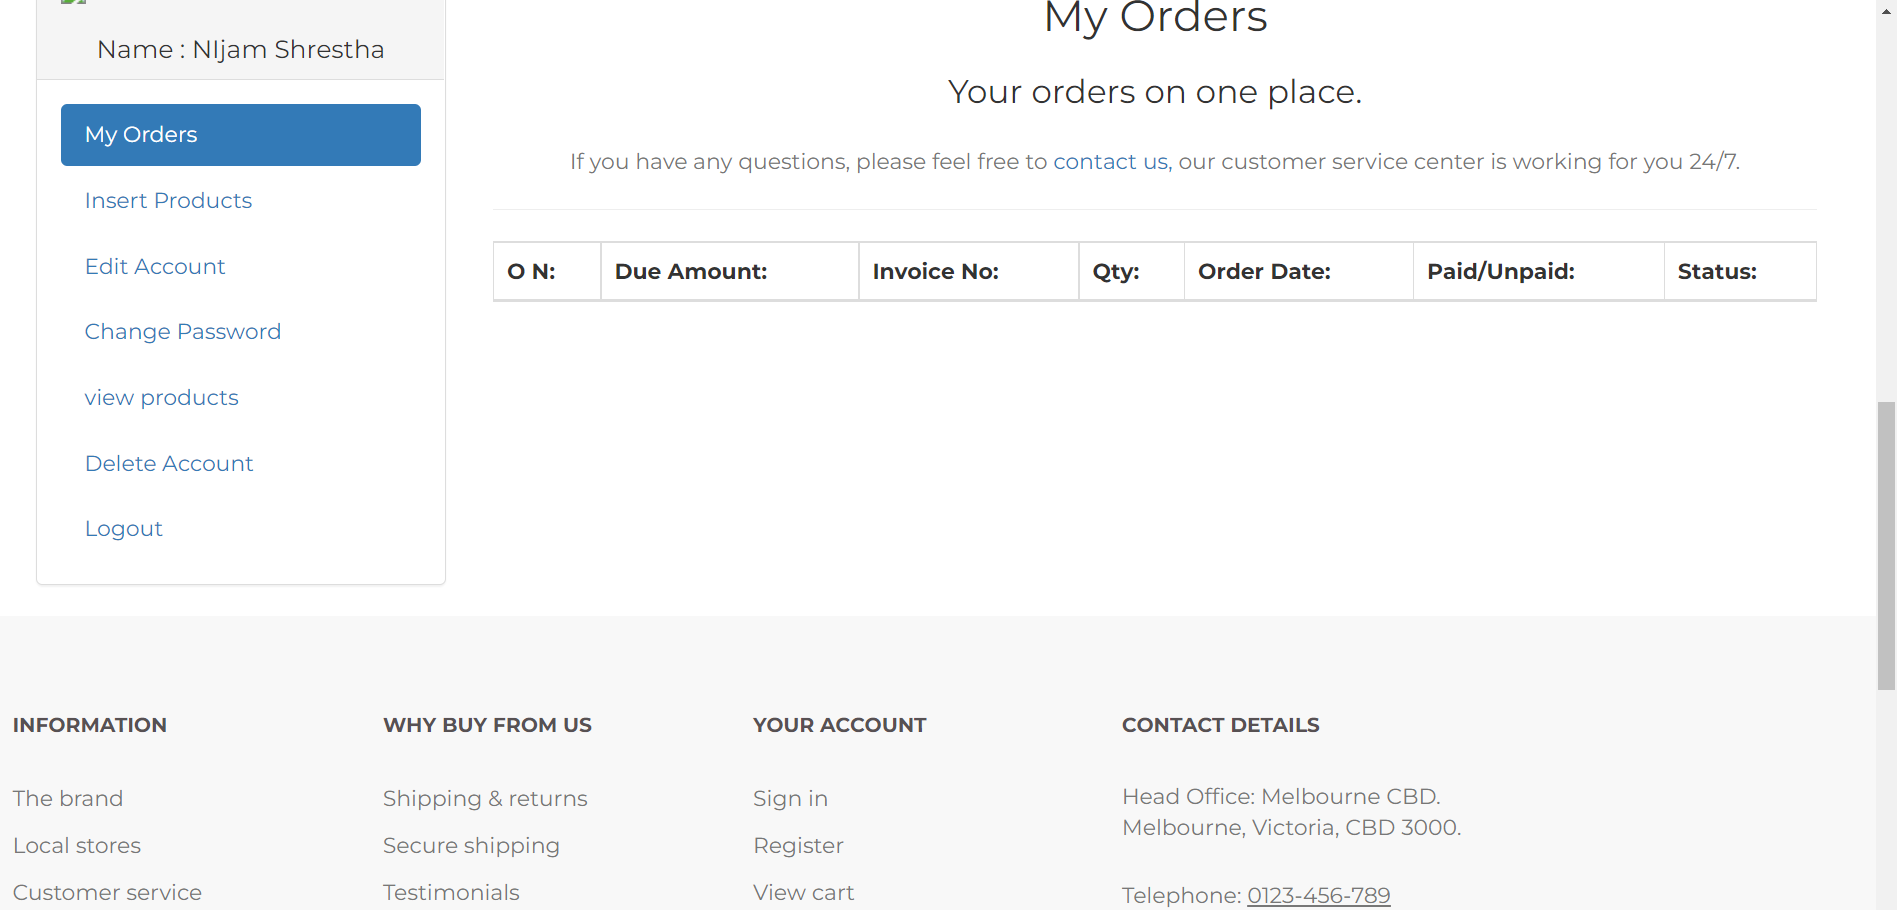 Name : NIjam Shrestha
My Orders
Insert Products
Edit Account
Change Password
view products
Delete Account
Logout
My Orders
Your orders on one place.
If you have any questions, please feel free to contact us, our customer service center is working for you 24/7.
O N: Due Amount: Invoice No: Qty: Order Date: Paid/Unpaid: Status:
INFORMATION
The brand
Local stores
Customer service
WHY BUY FROM US
Shipping & returns
Secure shipping
Testimonials
YOUR ACCOUNT
Sign in
Register
View cart
CONTACT DETAILS
Head Office: Melbourne CBD.
Melbourne, Victoria, CBD 3000.
Telephone: 0123-456-789